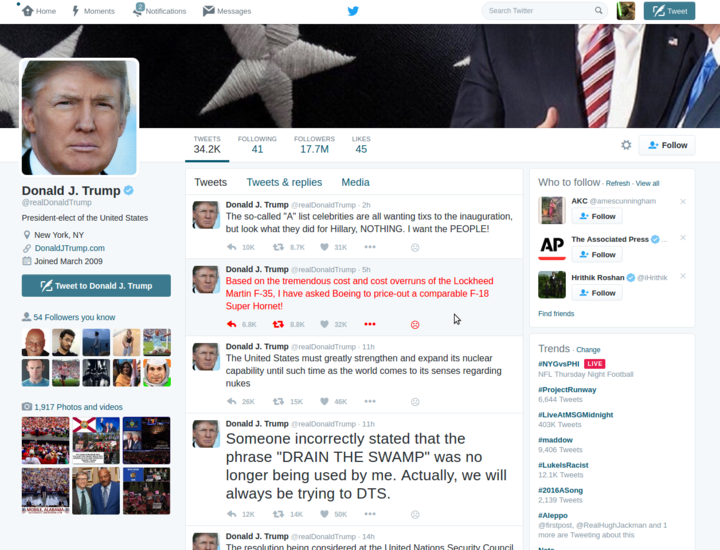 Home Moments 2 Notifications Messages Search Twitter Tweet
TWEETS FOLLOWING FOLLOWERS LIKES
34.2K 41 17.7M 45
Follow
Donald J. Trump
@realDonaldTrump
President-elect of the United States
New York, NY
DonaldJTrump.com
Joined March 2009
Tweet to Donald J. Trump
54 Followers you know
1,917 Photos and videos
MOBILE, ALABAMA
Tweets Tweets & replies Media
Donald J. Trump @realDonaldTrump · 2h
The so-called "A" list celebrities are all wanting tixs to the inauguration,
but look what they did for Hillary, NOTHING. I want the PEOPLE!
10K 8.7K 31K
Donald J. Trump @realDonaldTrump · 5h
Based on the tremendous cost and cost overruns of the Lockheed
Martin F-35, I have asked Boeing to price-out a comparable F-18
Super Hornet!
6.8K 8.8K 32K
Donald J. Trump @realDonaldTrump · 11h
The United States must greatly strengthen and expand its nuclear
capability until such time as the world comes to its senses regarding
nukes
26K 15K 46K
Donald J. Trump @realDonaldTrump · 11h
Someone incorrectly stated that the
phrase "DRAIN THE SWAMP" was no
longer being used by me. Actually, we will
always be trying to DTS.
12K 14K 50K
Donald J. Trump @realDonaldTrump · 14h
The resolution being considered at the United Nations Security Council
Who to follow · Refresh · View all
AKC @amescunningham
Follow
AP
The Associated Press ...
Follow
Hrithik Roshan @iHrithik
Follow
Find friends
Trends · Change
#NYGvsPHI LIVE
NFL Thursday Night Football
#ProjectRunway
6,644 Tweets
#LiveAtMSGMidnight
403K Tweets
#maddow
9,406 Tweets
#LukeIsRacist
12.1K Tweets
#2016ASong
2,139 Tweets
#Aleppo
@firstpost, @RealHughJackman and 1
more are Tweeting about this